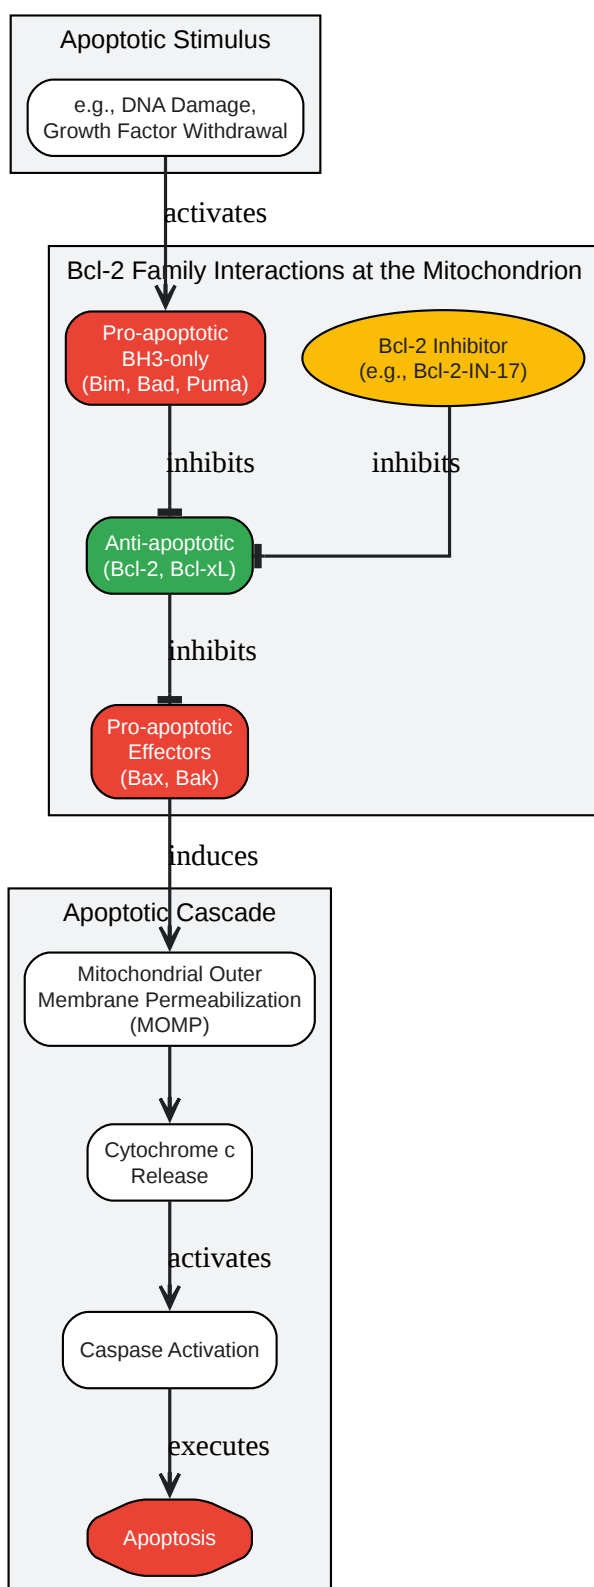 Apoptotic Stimulus
e.g., DNA Damage,
Growth Factor Withdrawal
activates
Bcl-2 Family Interactions at the Mitochondrion
Pro-apoptotic
BH3-only
(Bim, Bad, Puma)
Bcl-2 Inhibitor
(e.g., Bcl-2-IN-17)
inhibits
inhibits
Anti-apoptotic
(Bcl-2, Bcl-xL)
inhibits
Pro-apoptotic
Effectors
(Bax, Bak)
induces
Apoptotic Cascade
Mitochondrial Outer
Membrane Permeabilization
(MOMP)
Cytochrome c
Release
activates
Caspase Activation
executes
Apoptosis